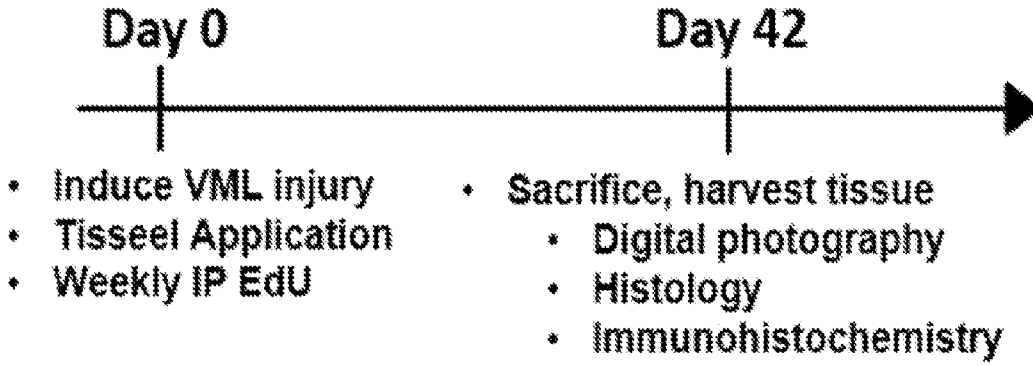 Day 0
Day 42
• Induce VML injury
• Tisseel Application
• Weekly IP EdU
• Sacrifice, harvest tissue
• Digital photography
• Histology
• Immunohistochemistry